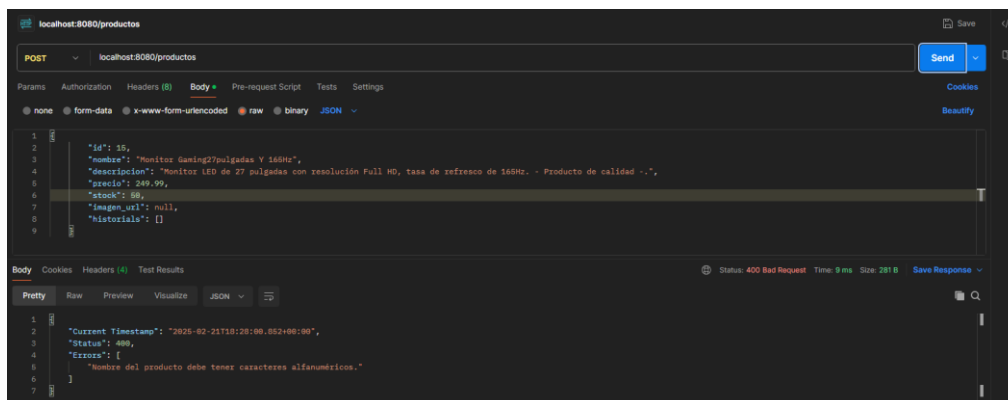 localhost:8080/productos
Save
POST localhost:8080/productos
Send
Params Authorization Headers (8) Body Pre-request Script Tests Settings
Cookies
none form-data x-www-form-urlencoded raw binary JSON
Beautify
1 {
2 "id": 15,
3 "nombre": "Monitor Gaming27pulgadas Y 165Hz",
4 "descripcion": "Monitor LED de 27 pulgadas con resolución Full HD, tasa de refresco de 165Hz. - Producto de calidad -.",
5 "precio": 249.99,
6 "stock": 50,
7 "imagen_url": null,
8 "historials": []
9 }
Body Cookies Headers (4) Test Results
Status: 400 Bad Request Time: 9 ms Size: 281 B Save Response
Pretty Raw Preview Visualize JSON
1 {
2 "Current Timestamp": "2025-02-21T18:28:00.852+00:00",
3 "Status": 400,
4 "Errors": [
5 "Nombre del producto debe tener caracteres alfanuméricos."
6 ]
7 }